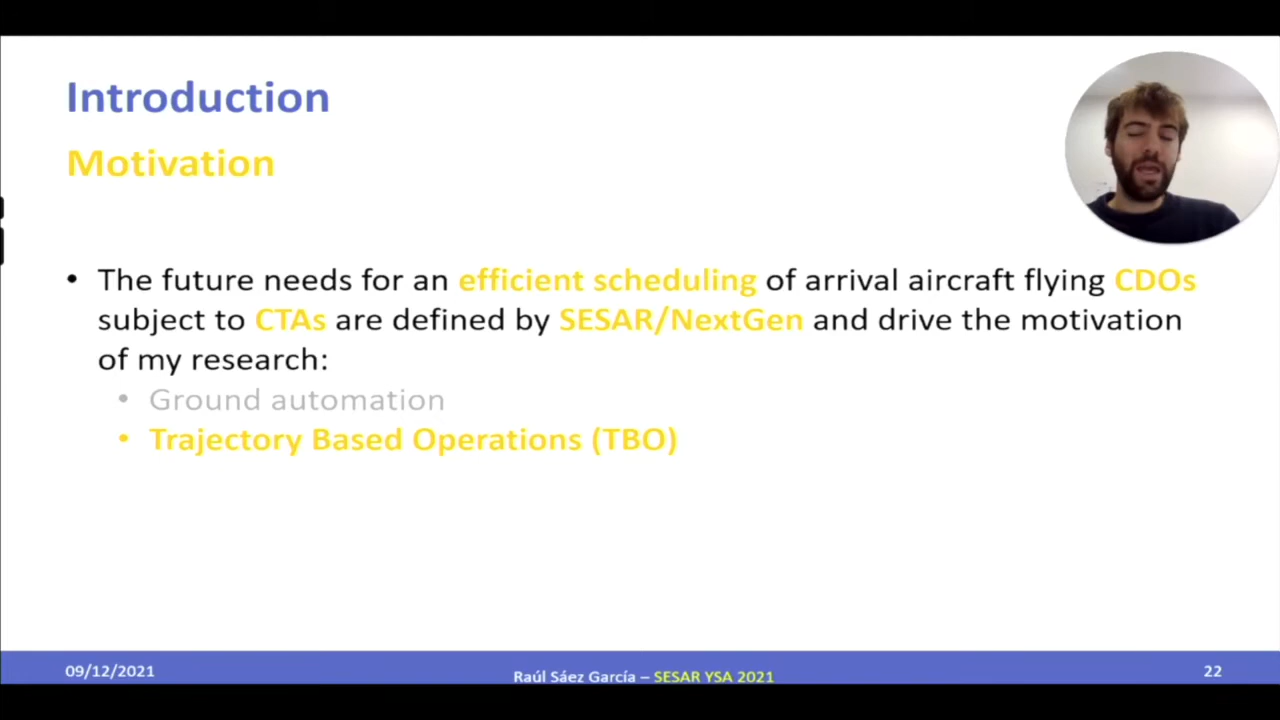 Introduction
Motivation
• The future needs for an efficient scheduling of arrival aircraft flying CDOs
subject to CTAs are defined by SESAR/NextGen and drive the motivation
of my research:
• Ground automation
• Trajectory Based Operations (TBO)
09/12/2021
Raúl Sáez García – SESAR YSA 2021
22